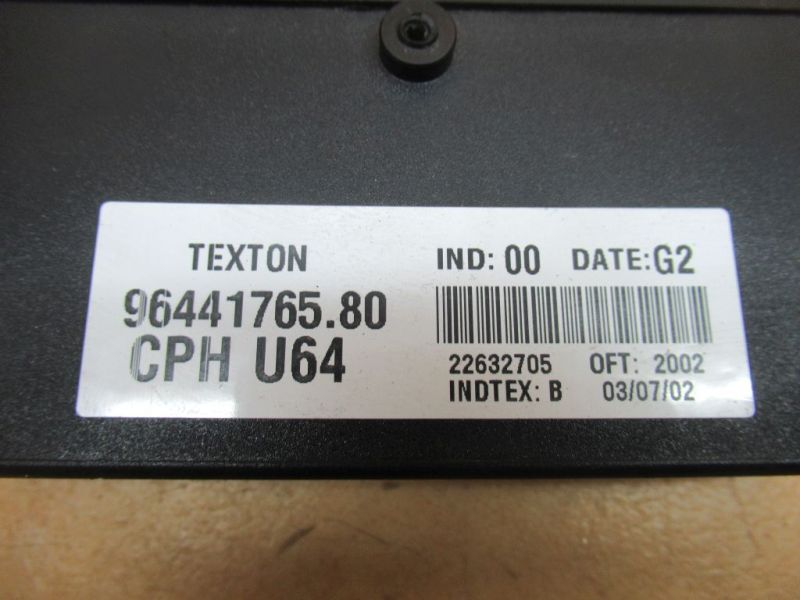 TEXTON
96441765.80
CPH U64
IND: 00 DATE:G2
22632705 OFT: 2002
INDTEX: B 03/07/02